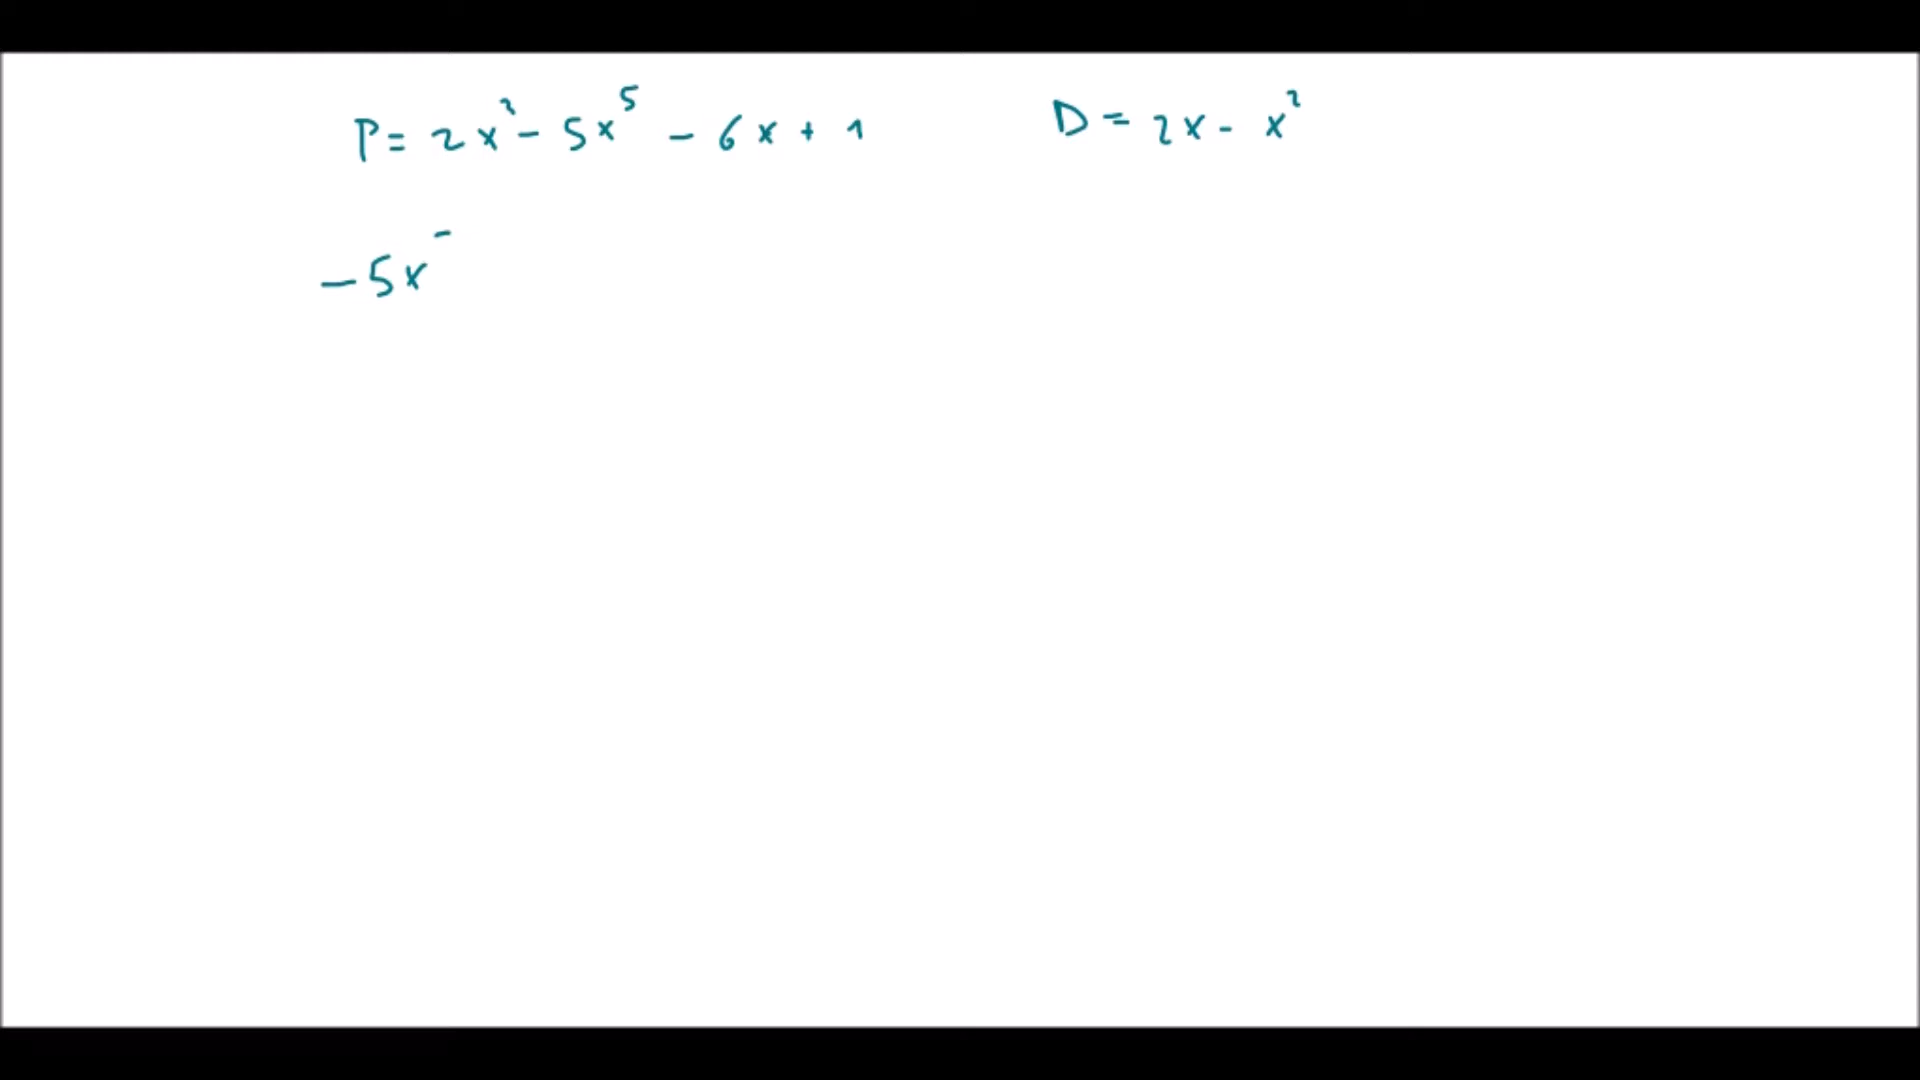 P = 2x² - 5x⁵ - 6x + 1 D = 2x - x²
- 5x⁻